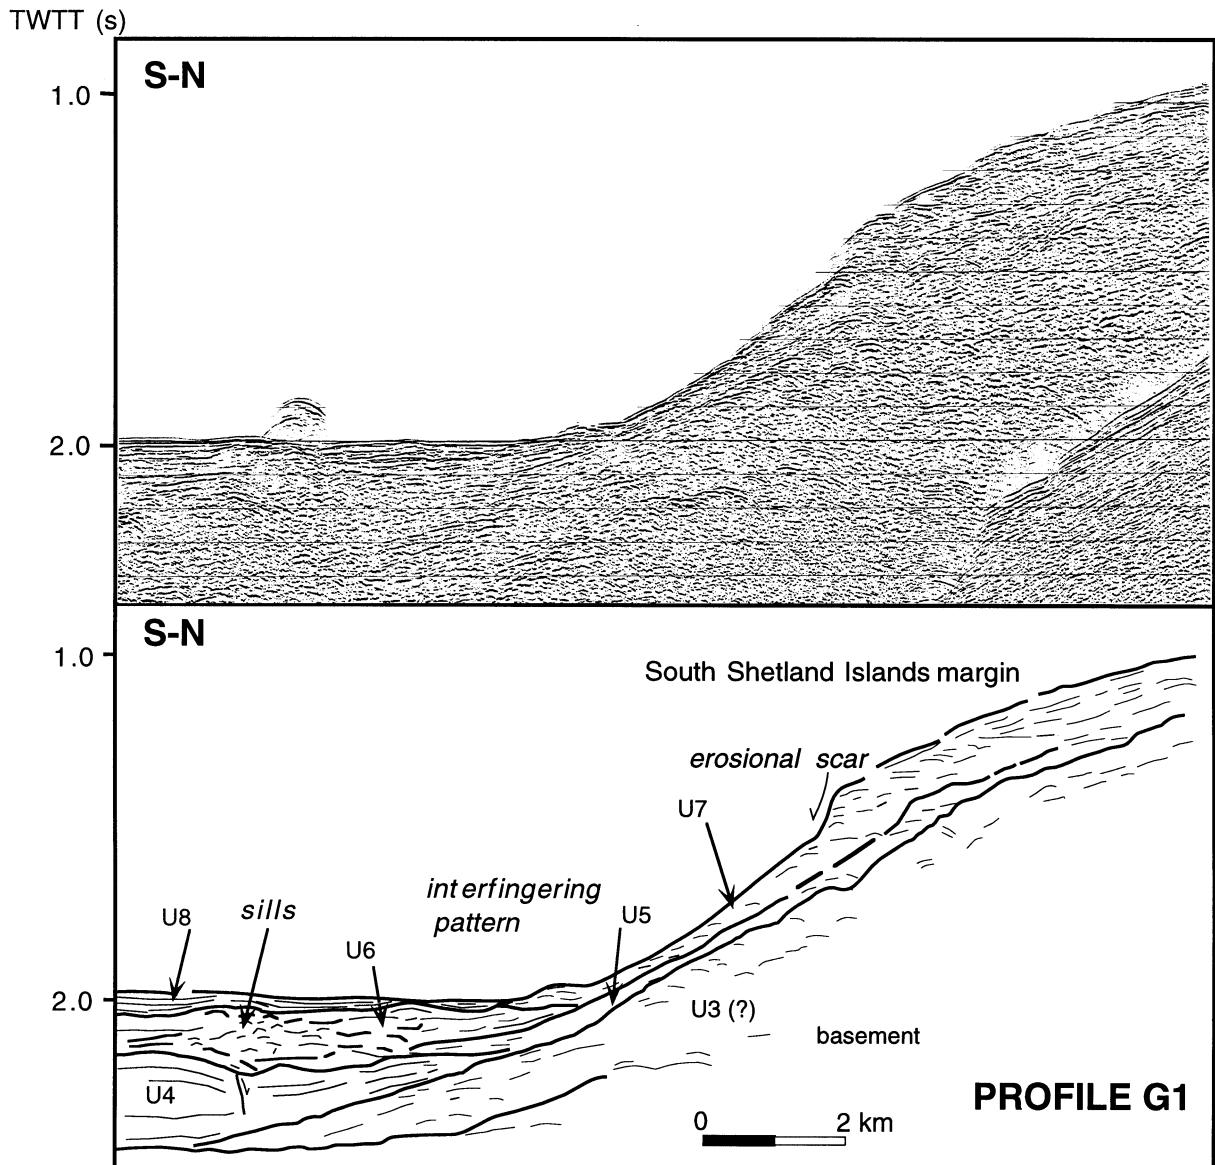 TWTT (s)
S-N
1.0
2.0
S-N
1.0
South Shetland Islands margin
erosional scar
U7
interfingering
pattern
U5
U8
sills
U6
2.0
U3 (?)
basement
U4
PROFILE G1
0 2 km